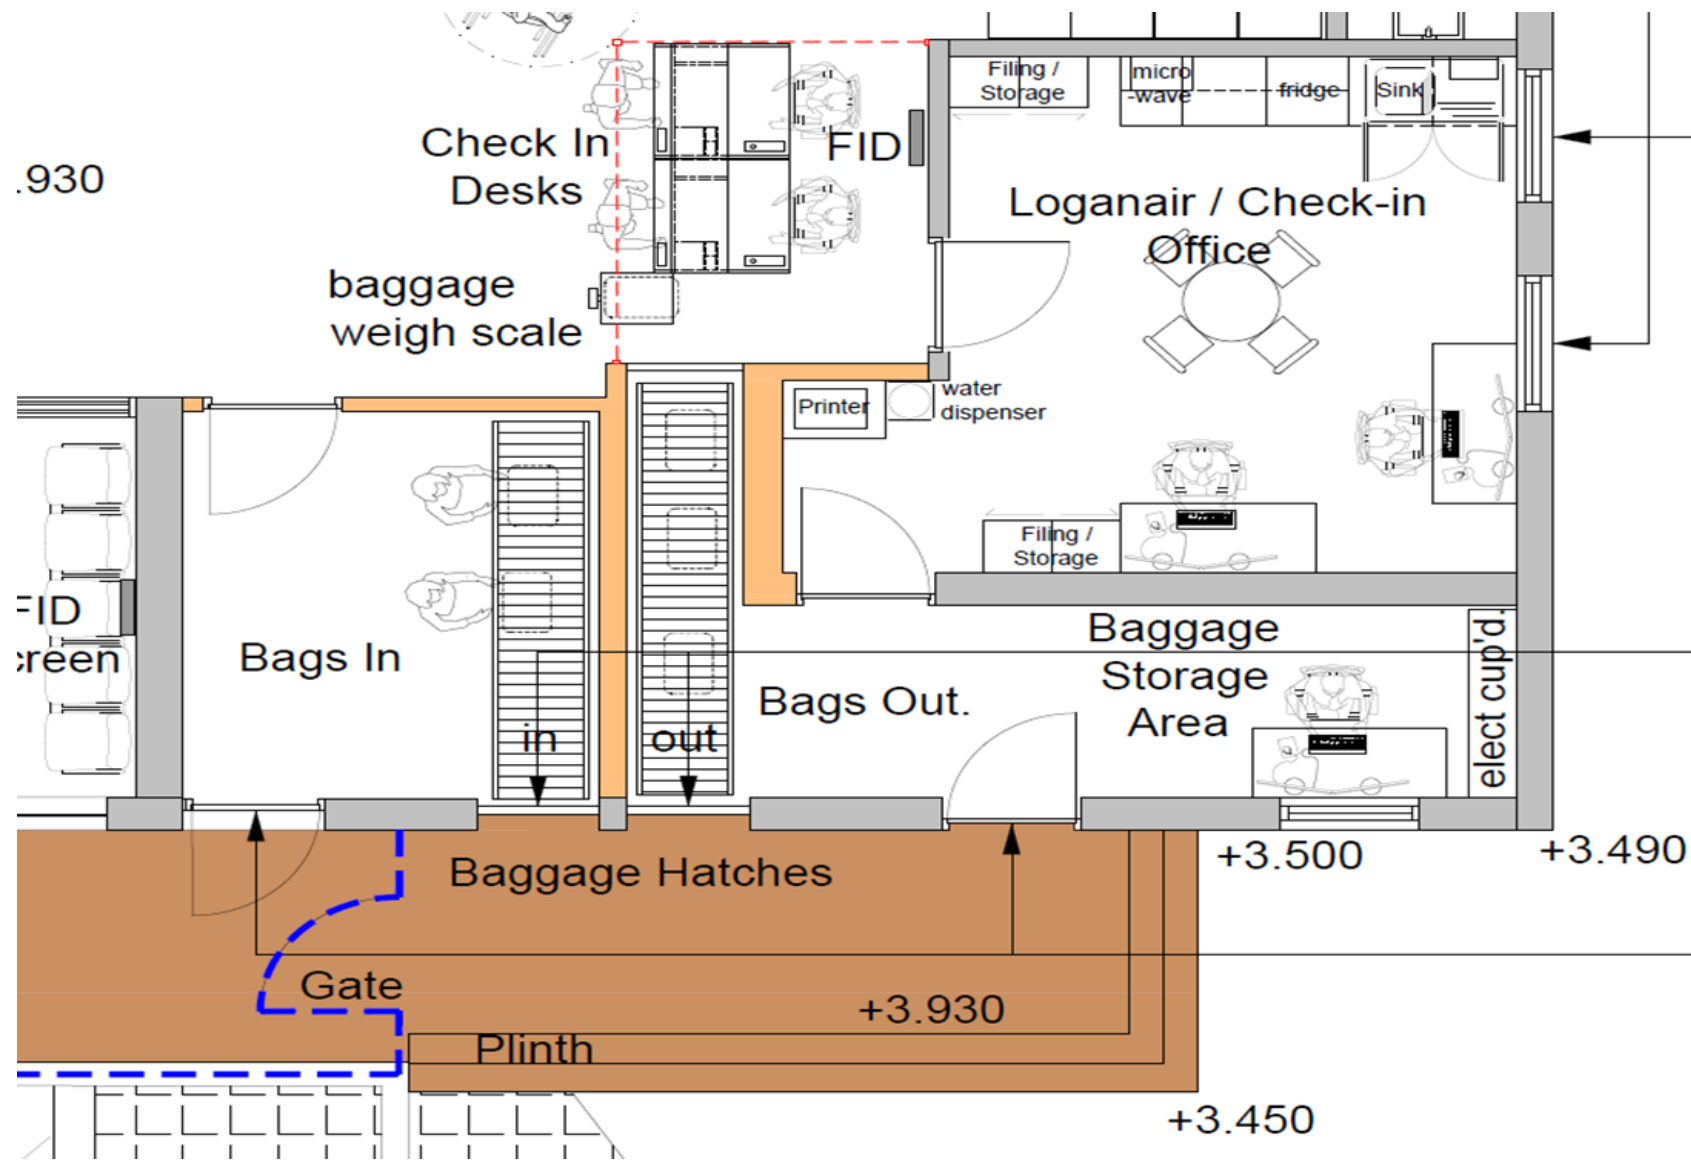 Filing /
Storage
micro
-wave
fridge
Sink
Check In
Desks
FID
.930
Loganair / Check-in
Office
baggage
weigh scale
Printer
water
dispenser
Filing /
Storage
FID
creen
Bags In
Baggage
Storage
Area
elect cup'd.
Bags Out.
in
out
Baggage Hatches
+3.500
+3.490
Gate
+3.930
Plinth
+3.450